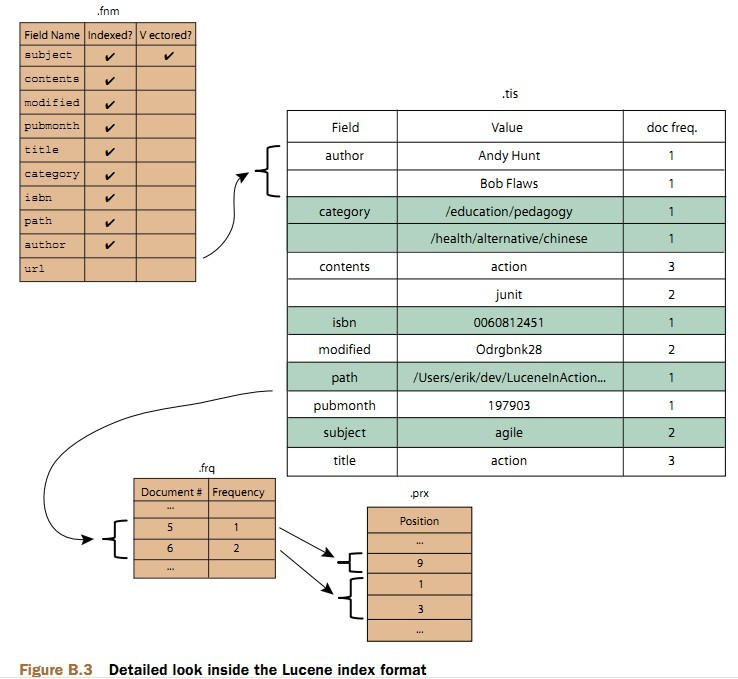 .fnm
Field Name Indexed? V ectored?
subject ✔ ✔
contents ✔
modified ✔
pubmonth ✔
title ✔
category ✔
isbn ✔
path ✔
author ✔
url
.tis
Field Value doc freq.
author Andy Hunt 1
Bob Flaws 1
category /education/pedagogy 1
/health/alternative/chinese 1
contents action 3
junit 2
isbn 0060812451 1
modified Odrgbnk28 2
path /Users/erik/dev/LuceneInAction... 1
pubmonth 197903 1
subject agile 2
title action 3
.frq
Document # Frequency
...
5 1
6 2
...
.prx
Position
...
9
1
3
...
Figure B.3 Detailed look inside the Lucene index format